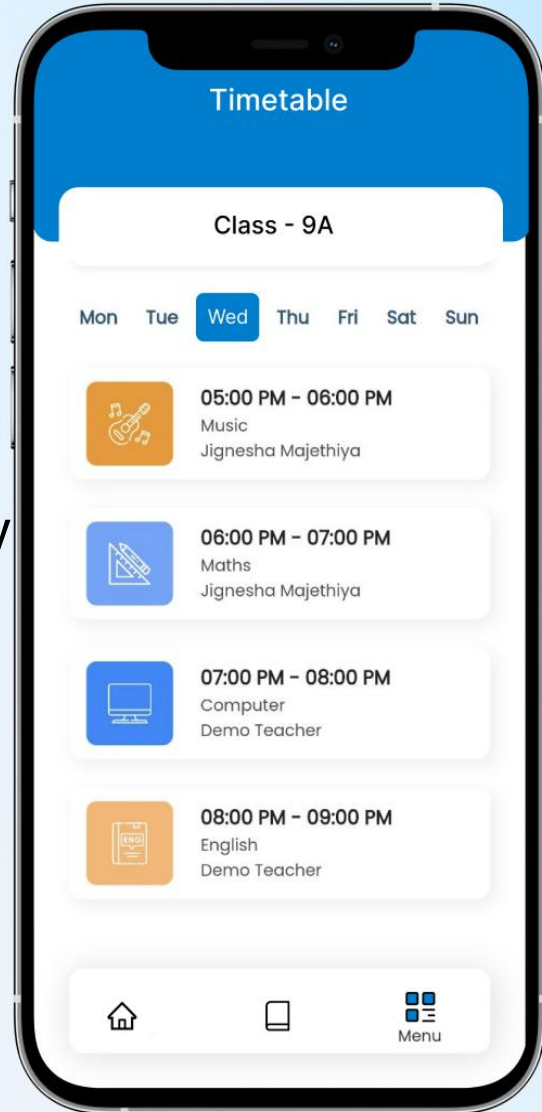 Timetable
Class - 9A
Mon Tue Wed Thu Fri Sat Sun
05:00 PM - 06:00 PM
Music
Jignesha Majethiya
06:00 PM - 07:00 PM
Maths
Jignesha Majethiya
07:00 PM - 08:00 PM
Computer
Demo Teacher
ENG
08:00 PM - 09:00 PM
English
Demo Teacher
Menu